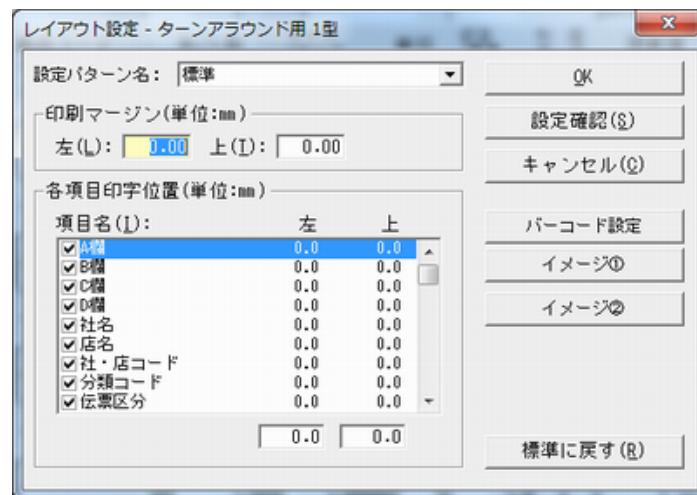 レイアウト設定 - ターンアラウンド用 1型
設定パターン名: 標準
OK
印刷マージン(単位:mm)
左(L): 0.00 上(T): 0.00
設定確認(S)
キャンセル(C)
各項目印字位置(単位:mm)
項目名(I): 左 上
A欄 0.0 0.0
B欄 0.0 0.0
C欄 0.0 0.0
D欄 0.0 0.0
社名 0.0 0.0
店名 0.0 0.0
社・店コード 0.0 0.0
分類コード 0.0 0.0
伝票区分 0.0 0.0
0.0 0.0
バーコード設定
イメージ①
イメージ②
標準に戻す(R)